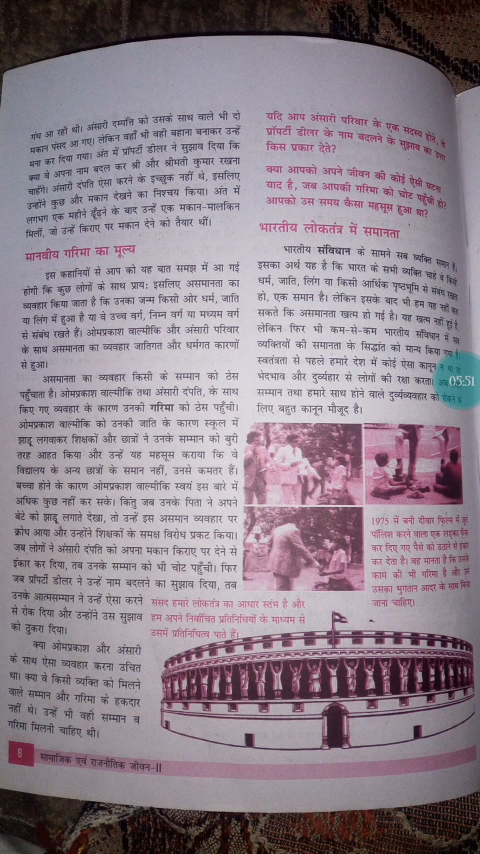 गंध आ रही थी। अंसारी दम्पत्ति को उसके साथ वाले भी दो
मकान पसंद आ गए। लेकिन वहाँ भी वही बहाना बनाकर उन्हें
मना कर दिया गया। अंत में प्रॉपर्टी डीलर ने सुझाव दिया कि
क्या वे अपना नाम बदल कर श्री और श्रीमती कुमार रखना
चाहेंगे। अंसारी दंपति ऐसा करने के इच्छुक नहीं थे, इसलिए
उन्होंने कुछ और मकान देखने का निश्चय किया। अंत में
लगभग एक महीने ढूँढ़ने के बाद उन्हें एक मकान-मालकिन
मिलीं, जो उन्हें किराए पर मकान देने को तैयार थीं।
मानवीय गरिमा का मूल्य
इस कहानियों से आप को यह बात समझ में आ गई
होगी कि कुछ लोगों के साथ प्राय: इसलिए असमानता का
व्यवहार किया जाता है कि उनका जन्म किसी ओर धर्म, जाति
या लिंग में हुआ है या वे उच्च वर्ग, निम्न वर्ग या मध्यम वर्ग
से संबंध रखते हैं। ओमप्रकाश वाल्मीकि और अंसारी परिवार
के साथ असमानता का व्यवहार जातिगत और धर्मगत कारणों
से हुआ।
असमानता का व्यवहार किसी के सम्मान को ठेस
पहुँचाता है। ओमप्रकाश वाल्मीकि तथा अंसारी दंपति, के साथ
किए गए व्यवहार के कारण उनकी गरिमा को ठेस पहुँची।
ओमप्रकाश वाल्मीकि को उनकी जाति के कारण स्कूल में
झाडू लगवाकर शिक्षकों और छात्रों ने उनके सम्मान को बुरी
तरह आहत किया और उन्हें यह महसूस कराया कि वे
विद्यालय के अन्य छात्रों के समान नहीं, उनसे कमतर हैं।
बच्चा होने के कारण ओमप्रकाश वाल्मीकि स्वयं इस बारे में
अधिक कुछ नहीं कर सके। किंतु जब उनके पिता ने अपने
बेटे को झाडू लगाते देखा, तो उन्हें इस असमान व्यवहार पर
क्रोध आया और उन्होंने शिक्षकों के समक्ष विरोध प्रकट किया।
जब लोगों ने अंसारी दंपति को अपना मकान किराए पर देने से
इंकार कर दिया, तब उनके सम्मान को भी चोट पहुँची। फिर
जब प्रॉपर्टी डीलर ने उन्हें नाम बदलने का सुझाव दिया, तब
उनके आत्मसम्मान ने उन्हें ऐसा करने
से रोक दिया और उन्होंने उस सुझाव
को ठुकरा दिया।
क्या ओमप्रकाश और अंसारी
के साथ ऐसा व्यवहार करना उचित
था। क्या वे किसी व्यक्ति को मिलने
वाले सम्मान और गरिमा के हकदार
नहीं थे। उन्हें भी वही सम्मान व
गरिमा मिलनी चाहिए थी।
यदि आप अंसारी परिवार के एक सदस्य होते, तो
प्रॉपर्टी डीलर के नाम बदलने के सुझाव का उत्तर
किस प्रकार देते?
क्या आपको अपने जीवन की कोई ऐसी घटना
याद है, जब आपकी गरिमा को चोट पहुँची हो?
आपको उस समय कैसा महसूस हुआ था?
भारतीय लोकतंत्र में समानता
भारतीय संविधान के सामने सब व्यक्ति समान हैं।
इसका अर्थ यह है कि भारत के सभी व्यक्ति चाहे वे किसी
धर्म, जाति, लिंग या किसी आर्थिक पृष्ठभूमि से संबंध रखते
हो, एक समान है। लेकिन इसके बाद भी हम यह नहीं कह
सकते कि असमानता खत्म हो गई है। यह खत्म नहीं हुई है,
लेकिन फिर भी कम-से-कम भारतीय संविधान में सब
व्यक्तियों की समानता के सिद्धांत को मान्य किया गया है।
स्वतंत्रता से पहले हमारे देश में कोई ऐसा कानून न था जो
भेदभाव और दुर्व्यहार से लोगों की रक्षा करता।
सम्मान तथा हमारे साथ होने वाले दुर्व्यव्यवहार को रोकने के
लिए बहुत कानून मौजूद है।
05:51
1975 में बनी दीवार फ़िल्म में जूते
पॉलिश करने वाला एक लड़का फेंक
कर दिए गए पैसे को उठाने से इंकार
कर देता है। वह मानता है कि उसके
काम की भी गरिमा है और उसे
उसका भुगतान आदर के साथ किया
जाना चाहिए।
संसद हमारे लोकतंत्र का आधार स्तंभ है और
हम अपने निर्वाचित प्रतिनिधियों के माध्यम से
उसमें प्रतिनिधित्व पाते हैं।
8
सामाजिक एवं राजनीतिक जीवन-II